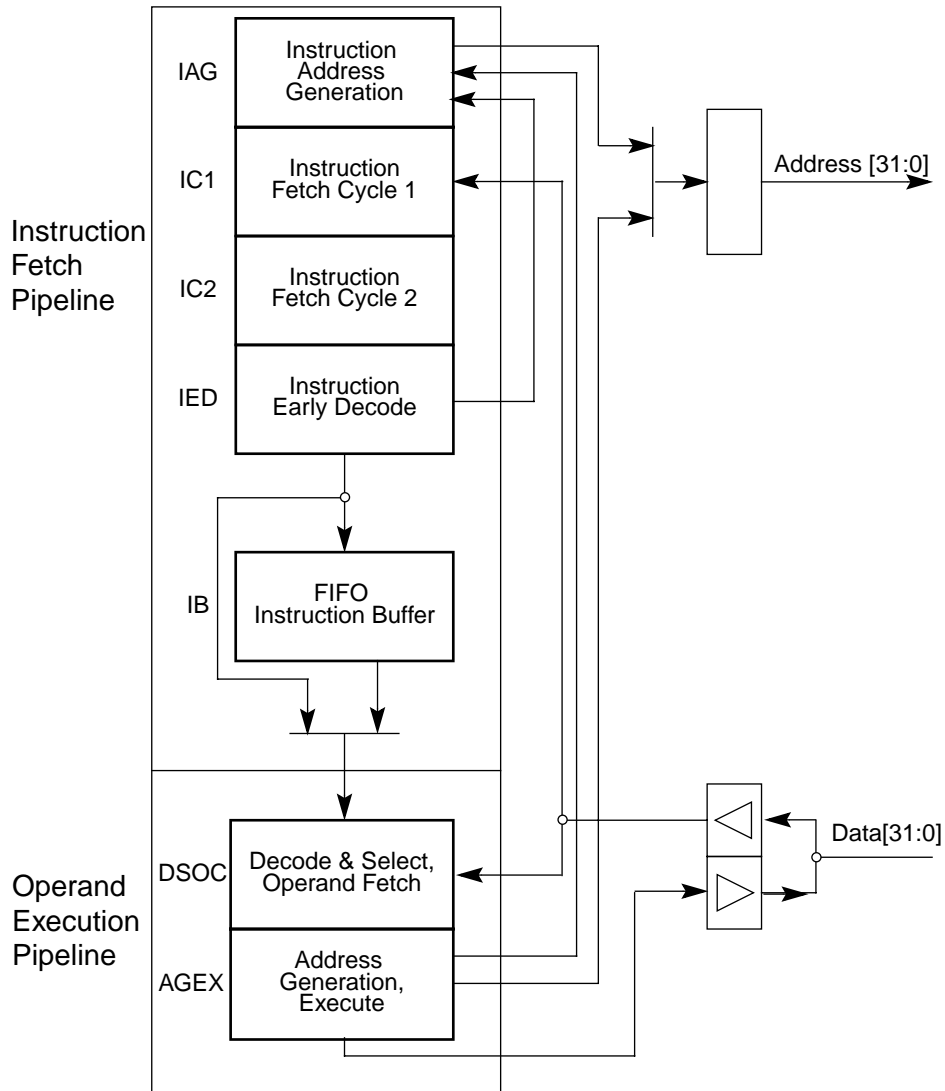 IAG
Instruction
Address
Generation
IC1
Instruction
Fetch Cycle 1
Address [31:0]
Instruction
Fetch
Pipeline
IC2
Instruction
Fetch Cycle 2
IED
Instruction
Early Decode
IB
FIFO
Instruction Buffer
Data[31:0]
Operand
Execution
Pipeline
DSOC
Decode & Select,
Operand Fetch
AGEX
Address
Generation,
Execute